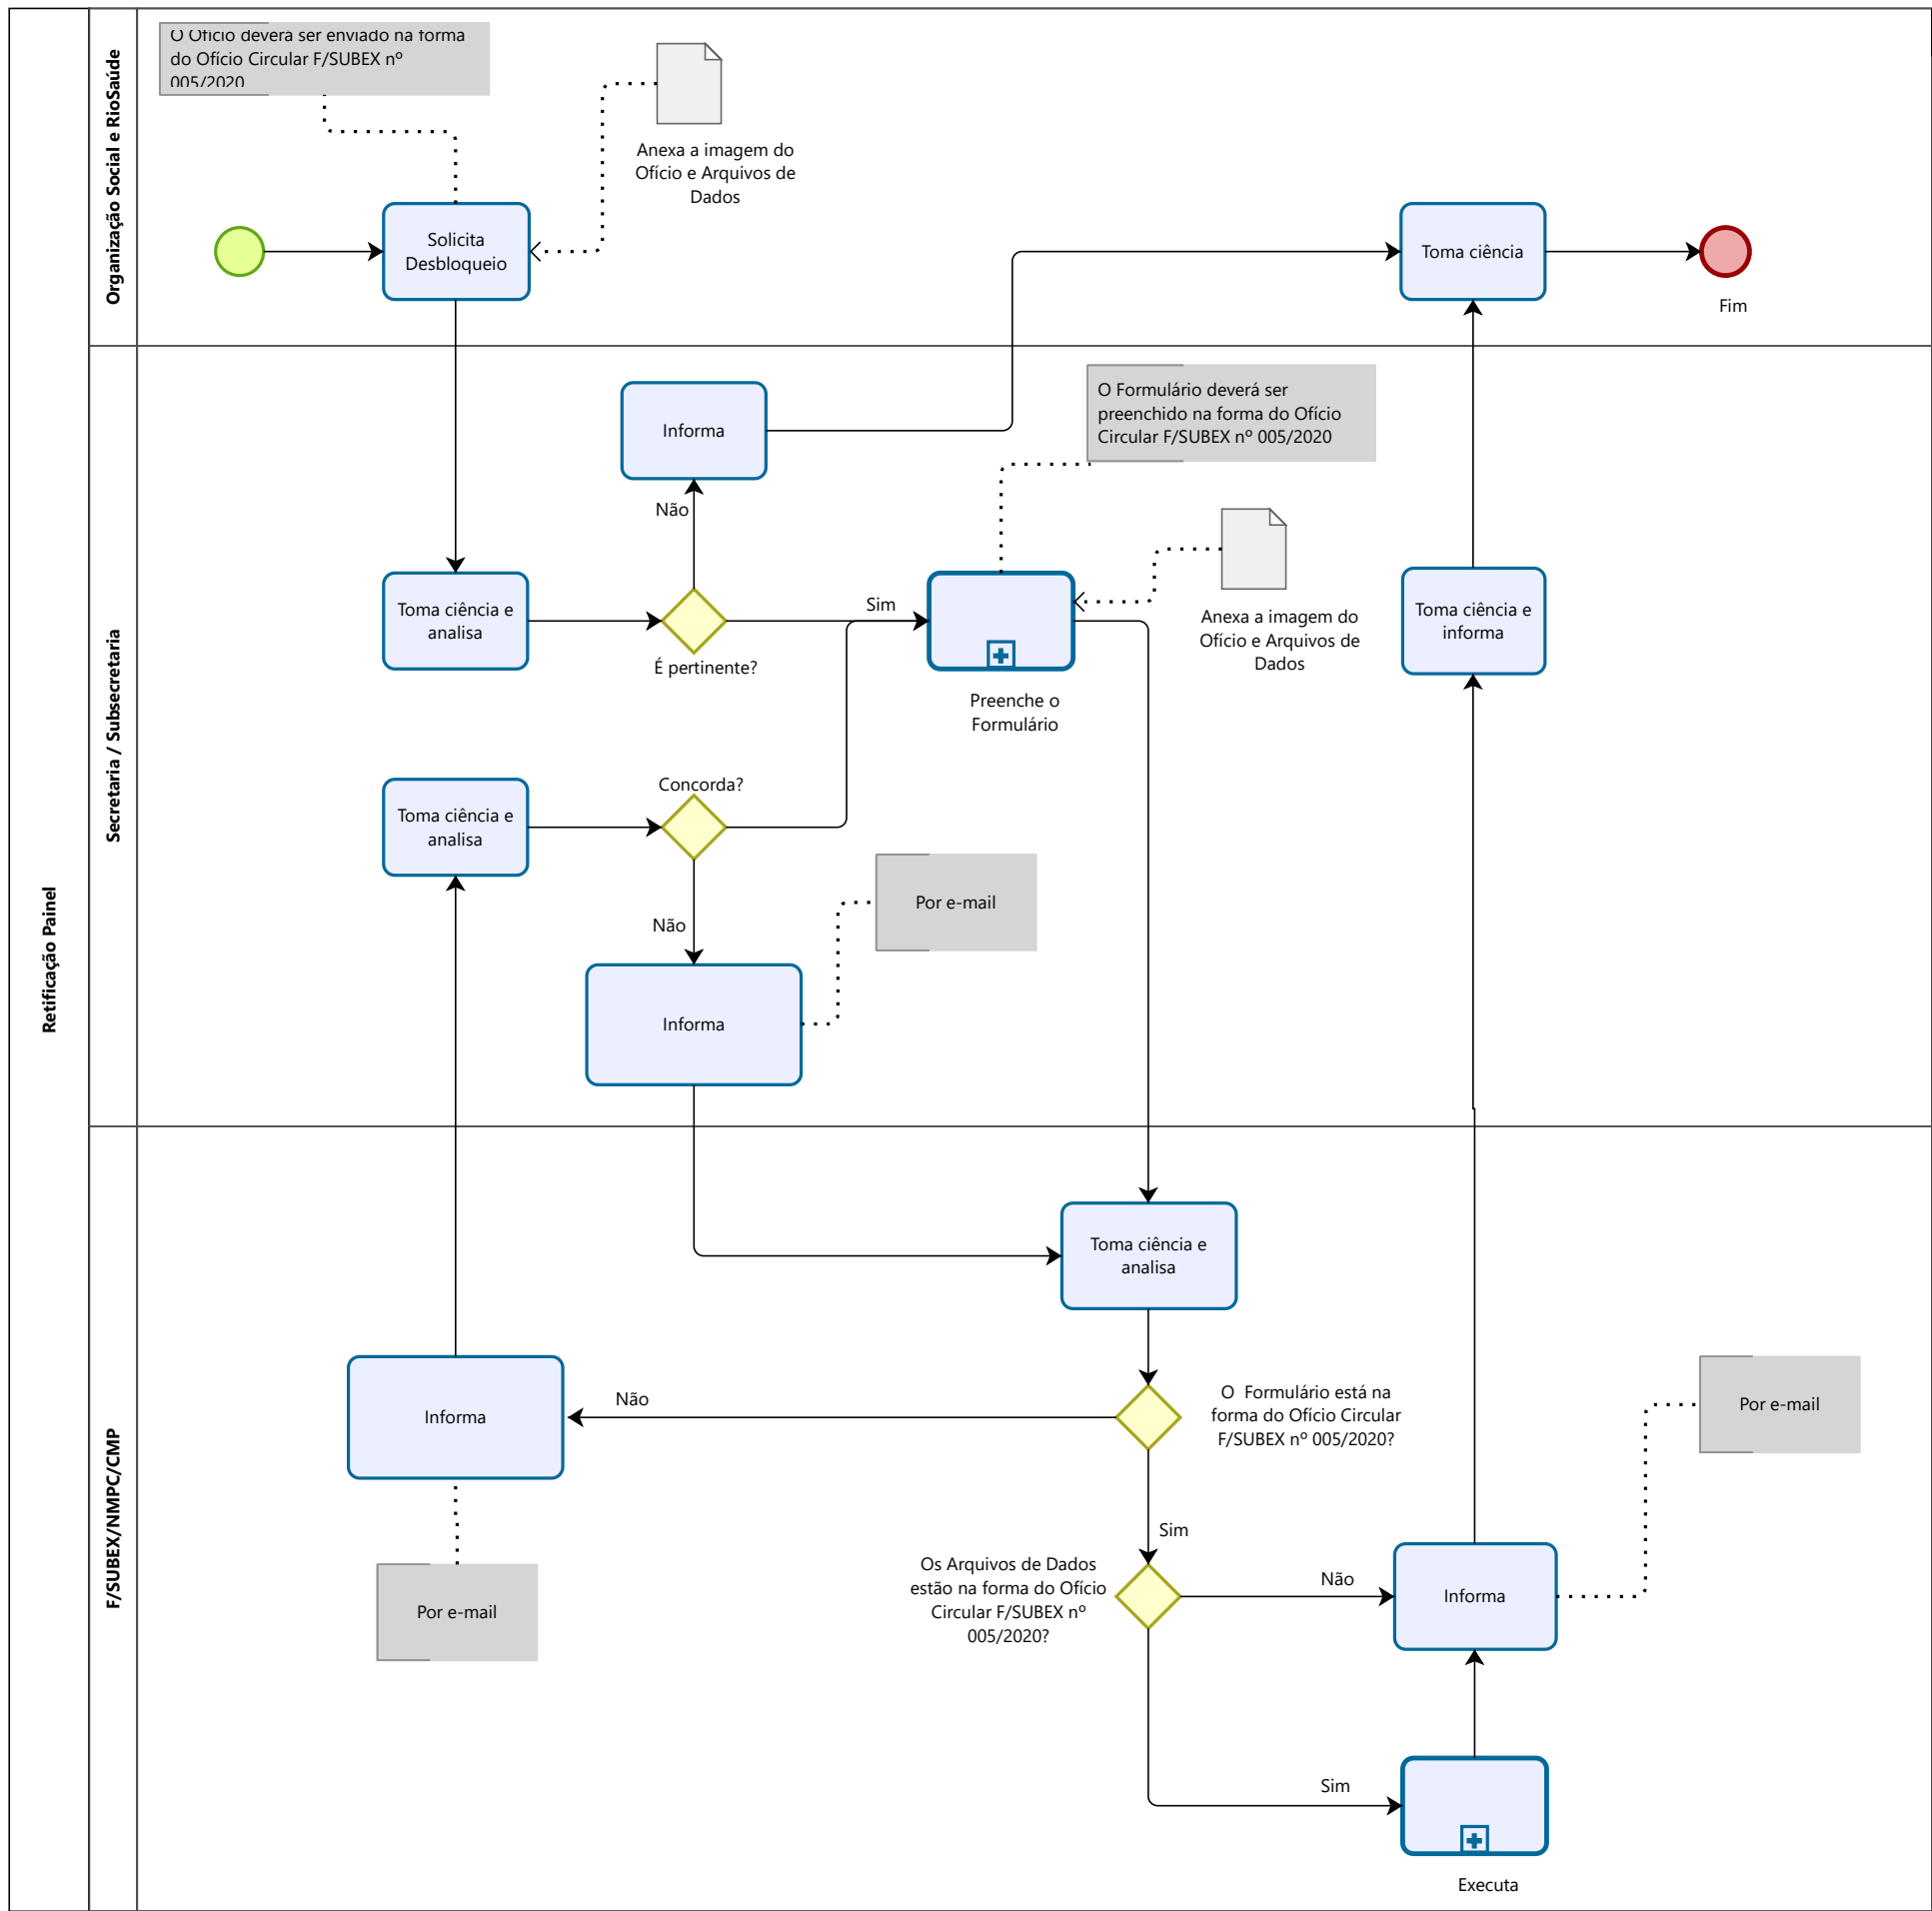 Retificação Painel
Organização Social e RioSaúde
O Ofício deverá ser enviado na forma
do Ofício Circular F/SUBEX nº
005/2020
Anexa a imagem do
Ofício e Arquivos de
Dados
Solicita
Desbloqueio
Toma ciência
Fim
Secretaria / Subsecretaria
Informa
O Formulário deverá ser
preenchido na forma do Ofício
Circular F/SUBEX nº 005/2020
Não
Toma ciência e
analisa
É pertinente?
Sim
Preenche o
Formulário
Anexa a imagem do
Ofício e Arquivos de
Dados
Toma ciência e
informa
Toma ciência e
analisa
Concorda?
Não
Por e-mail
Informa
F/SUBEX/NMPC/CMP
Toma ciência e
analisa
Informa
Não
O  Formulário está na
forma do Ofício Circular
F/SUBEX nº 005/2020?
Por e-mail
Sim
Por e-mail
Os Arquivos de Dados
estão na forma do Ofício
Circular F/SUBEX nº
005/2020?
Não
Informa
Sim
Executa